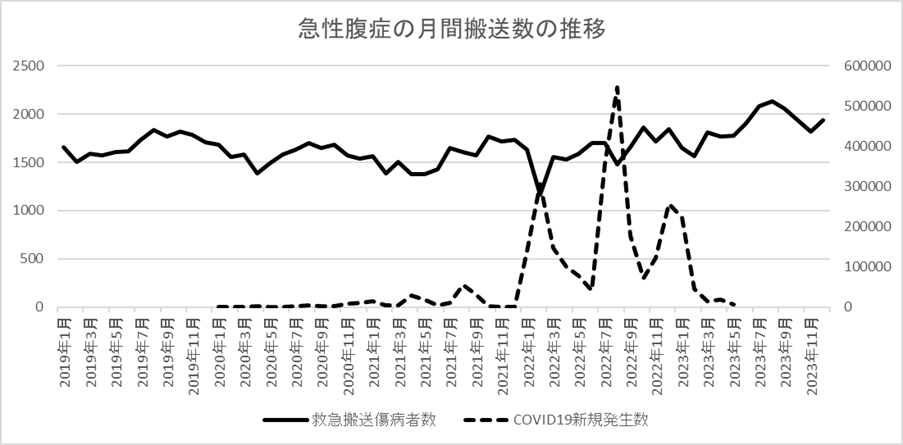 急性腹症の月間搬送数の推移
2500
2000
1500
1000
500
0
600000
500000
400000
300000
200000
100000
0
2019年1月
2019年3月
2019年5月
2019年7月
2019年9月
2019年11月
2020年1月
2020年3月
2020年5月
2020年7月
2020年9月
2020年11月
2021年1月
2021年3月
2021年5月
2021年7月
2021年9月
2021年11月
2022年1月
2022年3月
2022年5月
2022年7月
2022年9月
2022年11月
2023年1月
2023年3月
2023年5月
2023年7月
2023年9月
2023年11月
救急搬送傷病者数
COVID19新規発生数